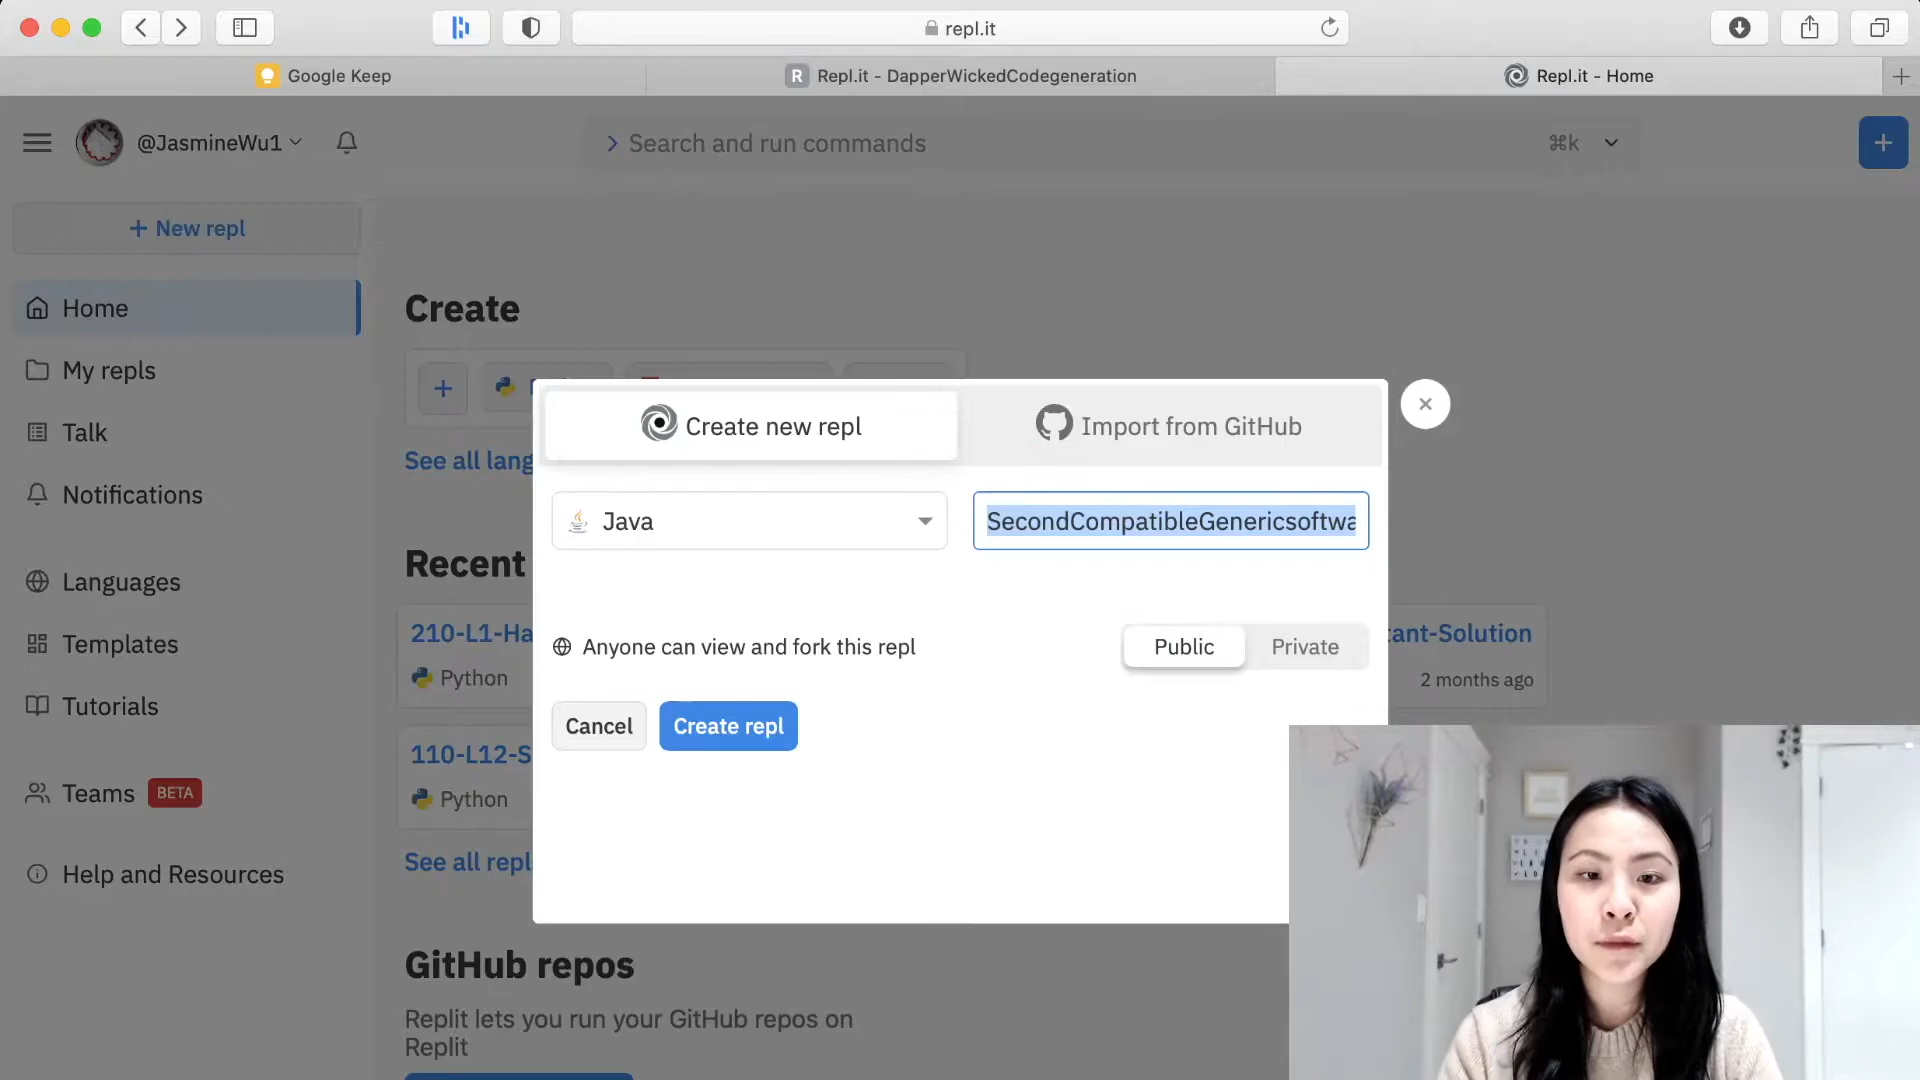 repl.it
Google Keep
R Repl.it - DapperWickedCodegeneration
Repl.it - Home
@JasmineWu1
Search and run commands
⌘k
+ New repl
Home
My repls
Talk
Notifications
Languages
Templates
Tutorials
Teams BETA
Help and Resources
Create
See all lang
Recent
210-L1-Ha
Python
110-L12-S
Python
See all repl
tant-Solution
2 months ago
Create new repl
Import from GitHub
Java
SecondCompatibleGenericsoftwa
Anyone can view and fork this repl
Public
Private
Cancel
Create repl
GitHub repos
Replit lets you run your GitHub repos on
Replit